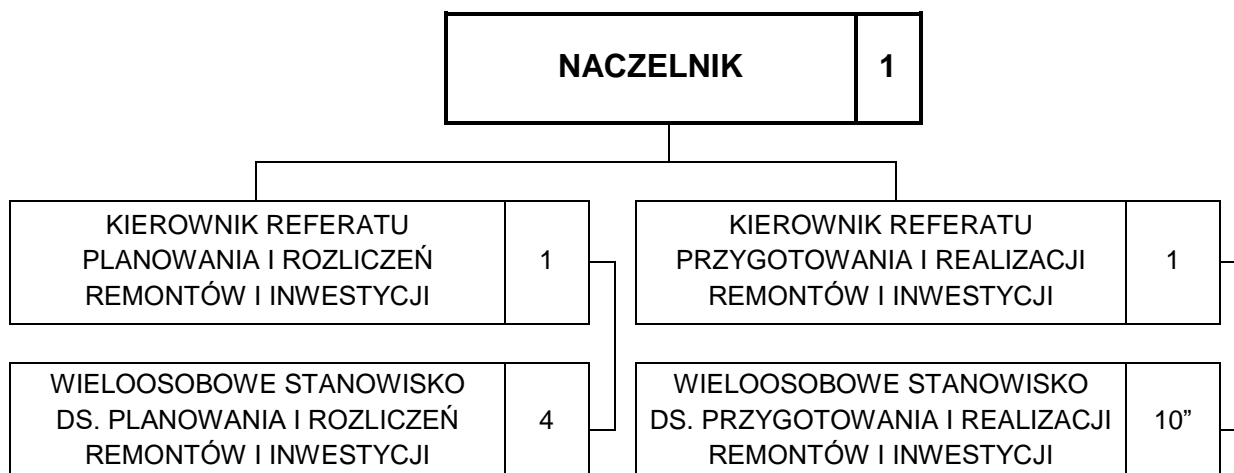 NACZELNIK 1
KIEROWNIK REFERATU
PLANOWANIA I ROZLICZEŃ
REMONTÓW I INWESTYCJI
1
KIEROWNIK REFERATU
PRZYGOTOWANIA I REALIZACJI
REMONTÓW I INWESTYCJI
1
WIELOOSOBOWE STANOWISKO
DS. PLANOWANIA I ROZLICZEŃ
REMONTÓW I INWESTYCJI
4
WIELOOSOBOWE STANOWISKO
DS. PRZYGOTOWANIA I REALIZACJI
REMONTÓW I INWESTYCJI
10”